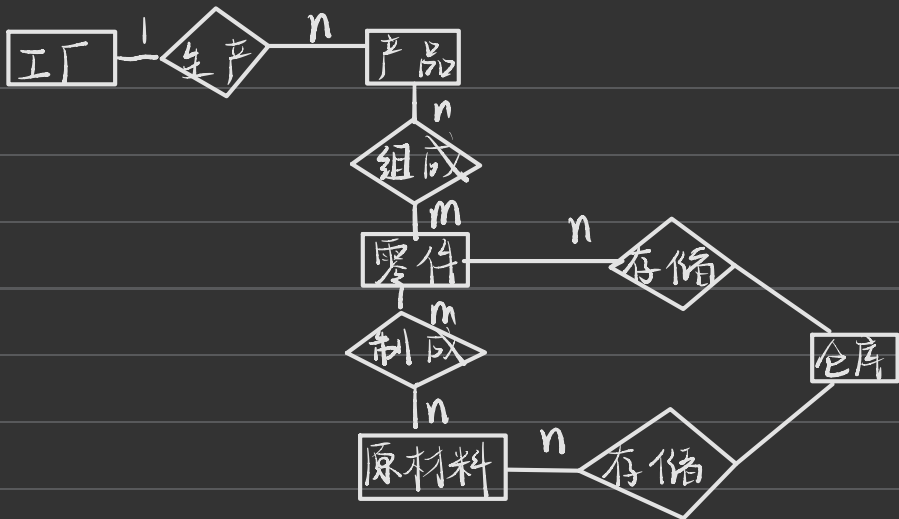 工厂 1 生产 n 产品
n
组成
m
零件 n 存储
m
制成 仓库
n
原材料 n 存储